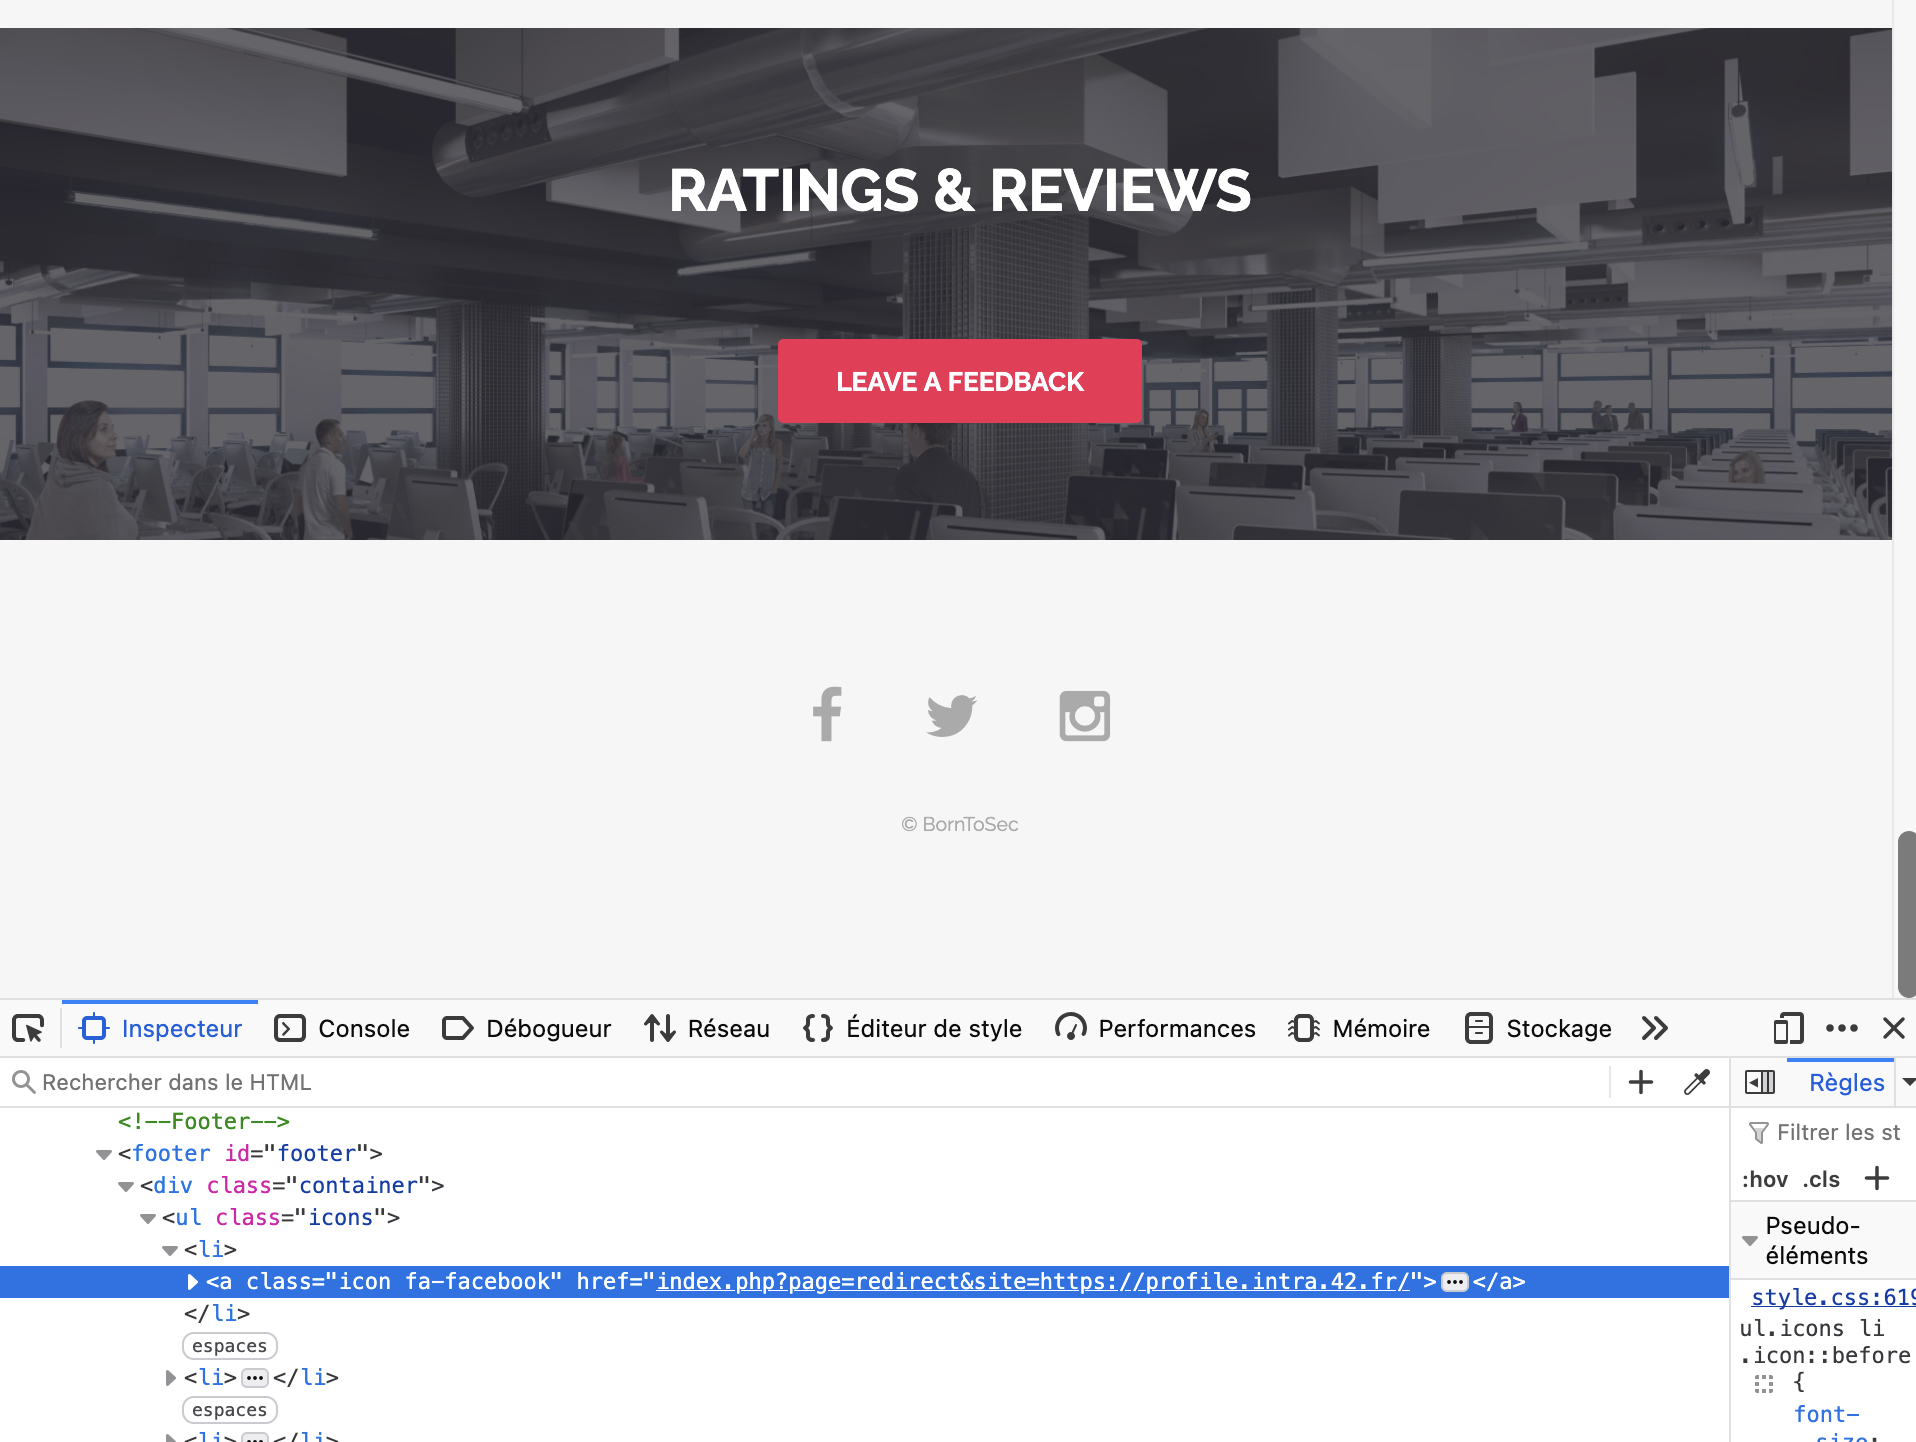 RATINGS & REVIEWS
LEAVE A FEEDBACK
© BornToSec
Inspecteur Console Débogueur Réseau Éditeur de style Performances Mémoire Stockage
Rechercher dans le HTML
Règles
<!--Footer-->
<footer id="footer">
<div class="container">
<ul class="icons">
<li>
<a class="icon fa-facebook" href="index.php?page=redirect&site=https://profile.intra.42.fr/">…</a>
</li>
espaces
<li>…</li>
espaces
<li>…</li>
Filtrer les st
:hov .cls
Pseudo-
éléments
style.css:619
ul.icons li
.icon::before
{
font-
size: